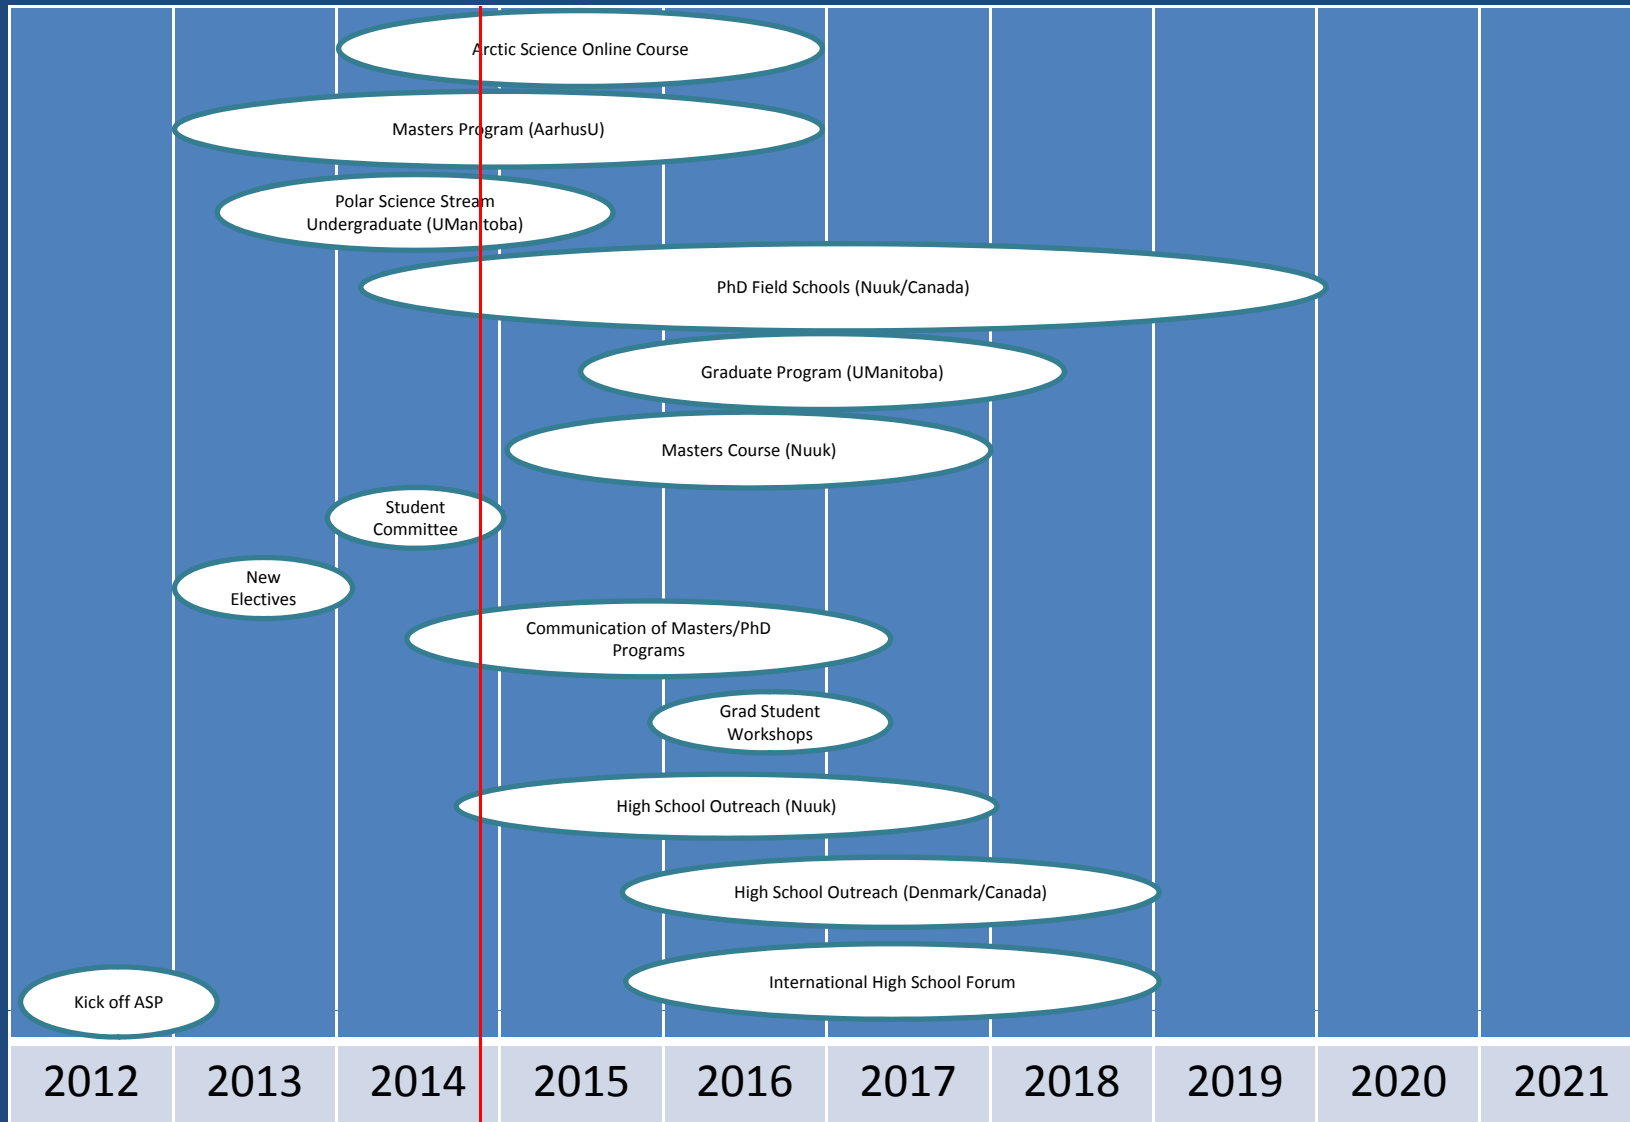 Arctic Science Online Course
Masters Program (AarhusU)
Polar Science Stream
Undergraduate (UManitoba)
PhD Field Schools (Nuuk/Canada)
Graduate Program (UManitoba)
Masters Course (Nuuk)
Student
Committee
New
Electives
Communication of Masters/PhD
Programs
Grad Student
Workshops
High School Outreach (Nuuk)
High School Outreach (Denmark/Canada)
International High School Forum
Kick off ASP
2012 2013 2014 2015 2016 2017 2018 2019 2020 2021